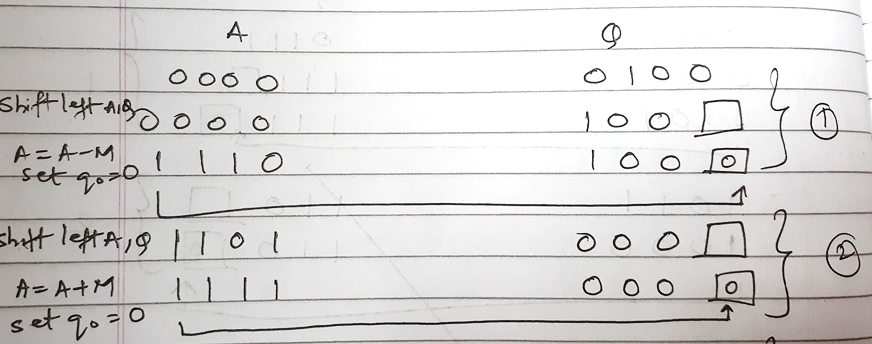 A Q
0 0 0 0 0 1 0 0
Shift left A,Q 0 0 0 0 1 0 0 ①
A = A-M
set q₀=0 1 1 1 0 1 0 0 0
Shift left A, Q 1 1 0 1 0 0 0 ②
A = A+M 1 1 1 1 0 0 0 0
set q₀ = 0